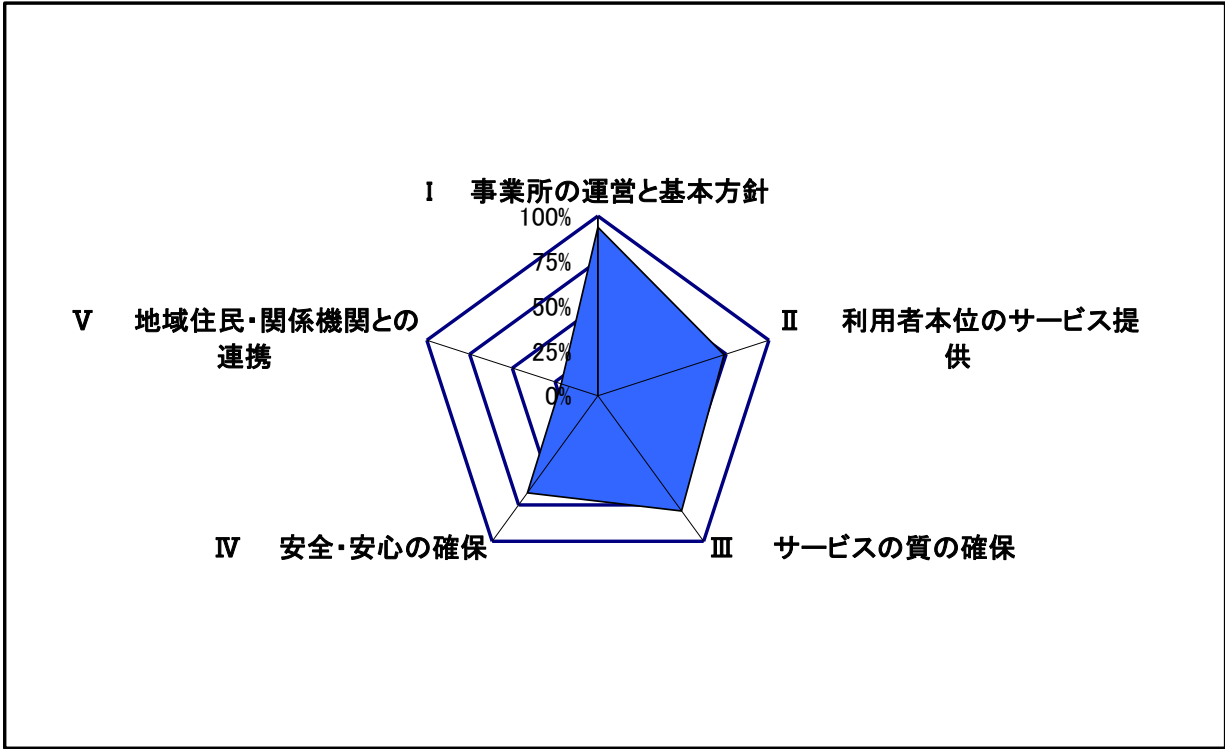 Ⅰ 事業所の運営と基本方針
100%
75%
50%
25%
0%
Ⅱ 利用者本位のサービス提
供
Ⅲ サービスの質の確保
Ⅳ 安全・安心の確保
Ⅴ 地域住民・関係機関との
連携